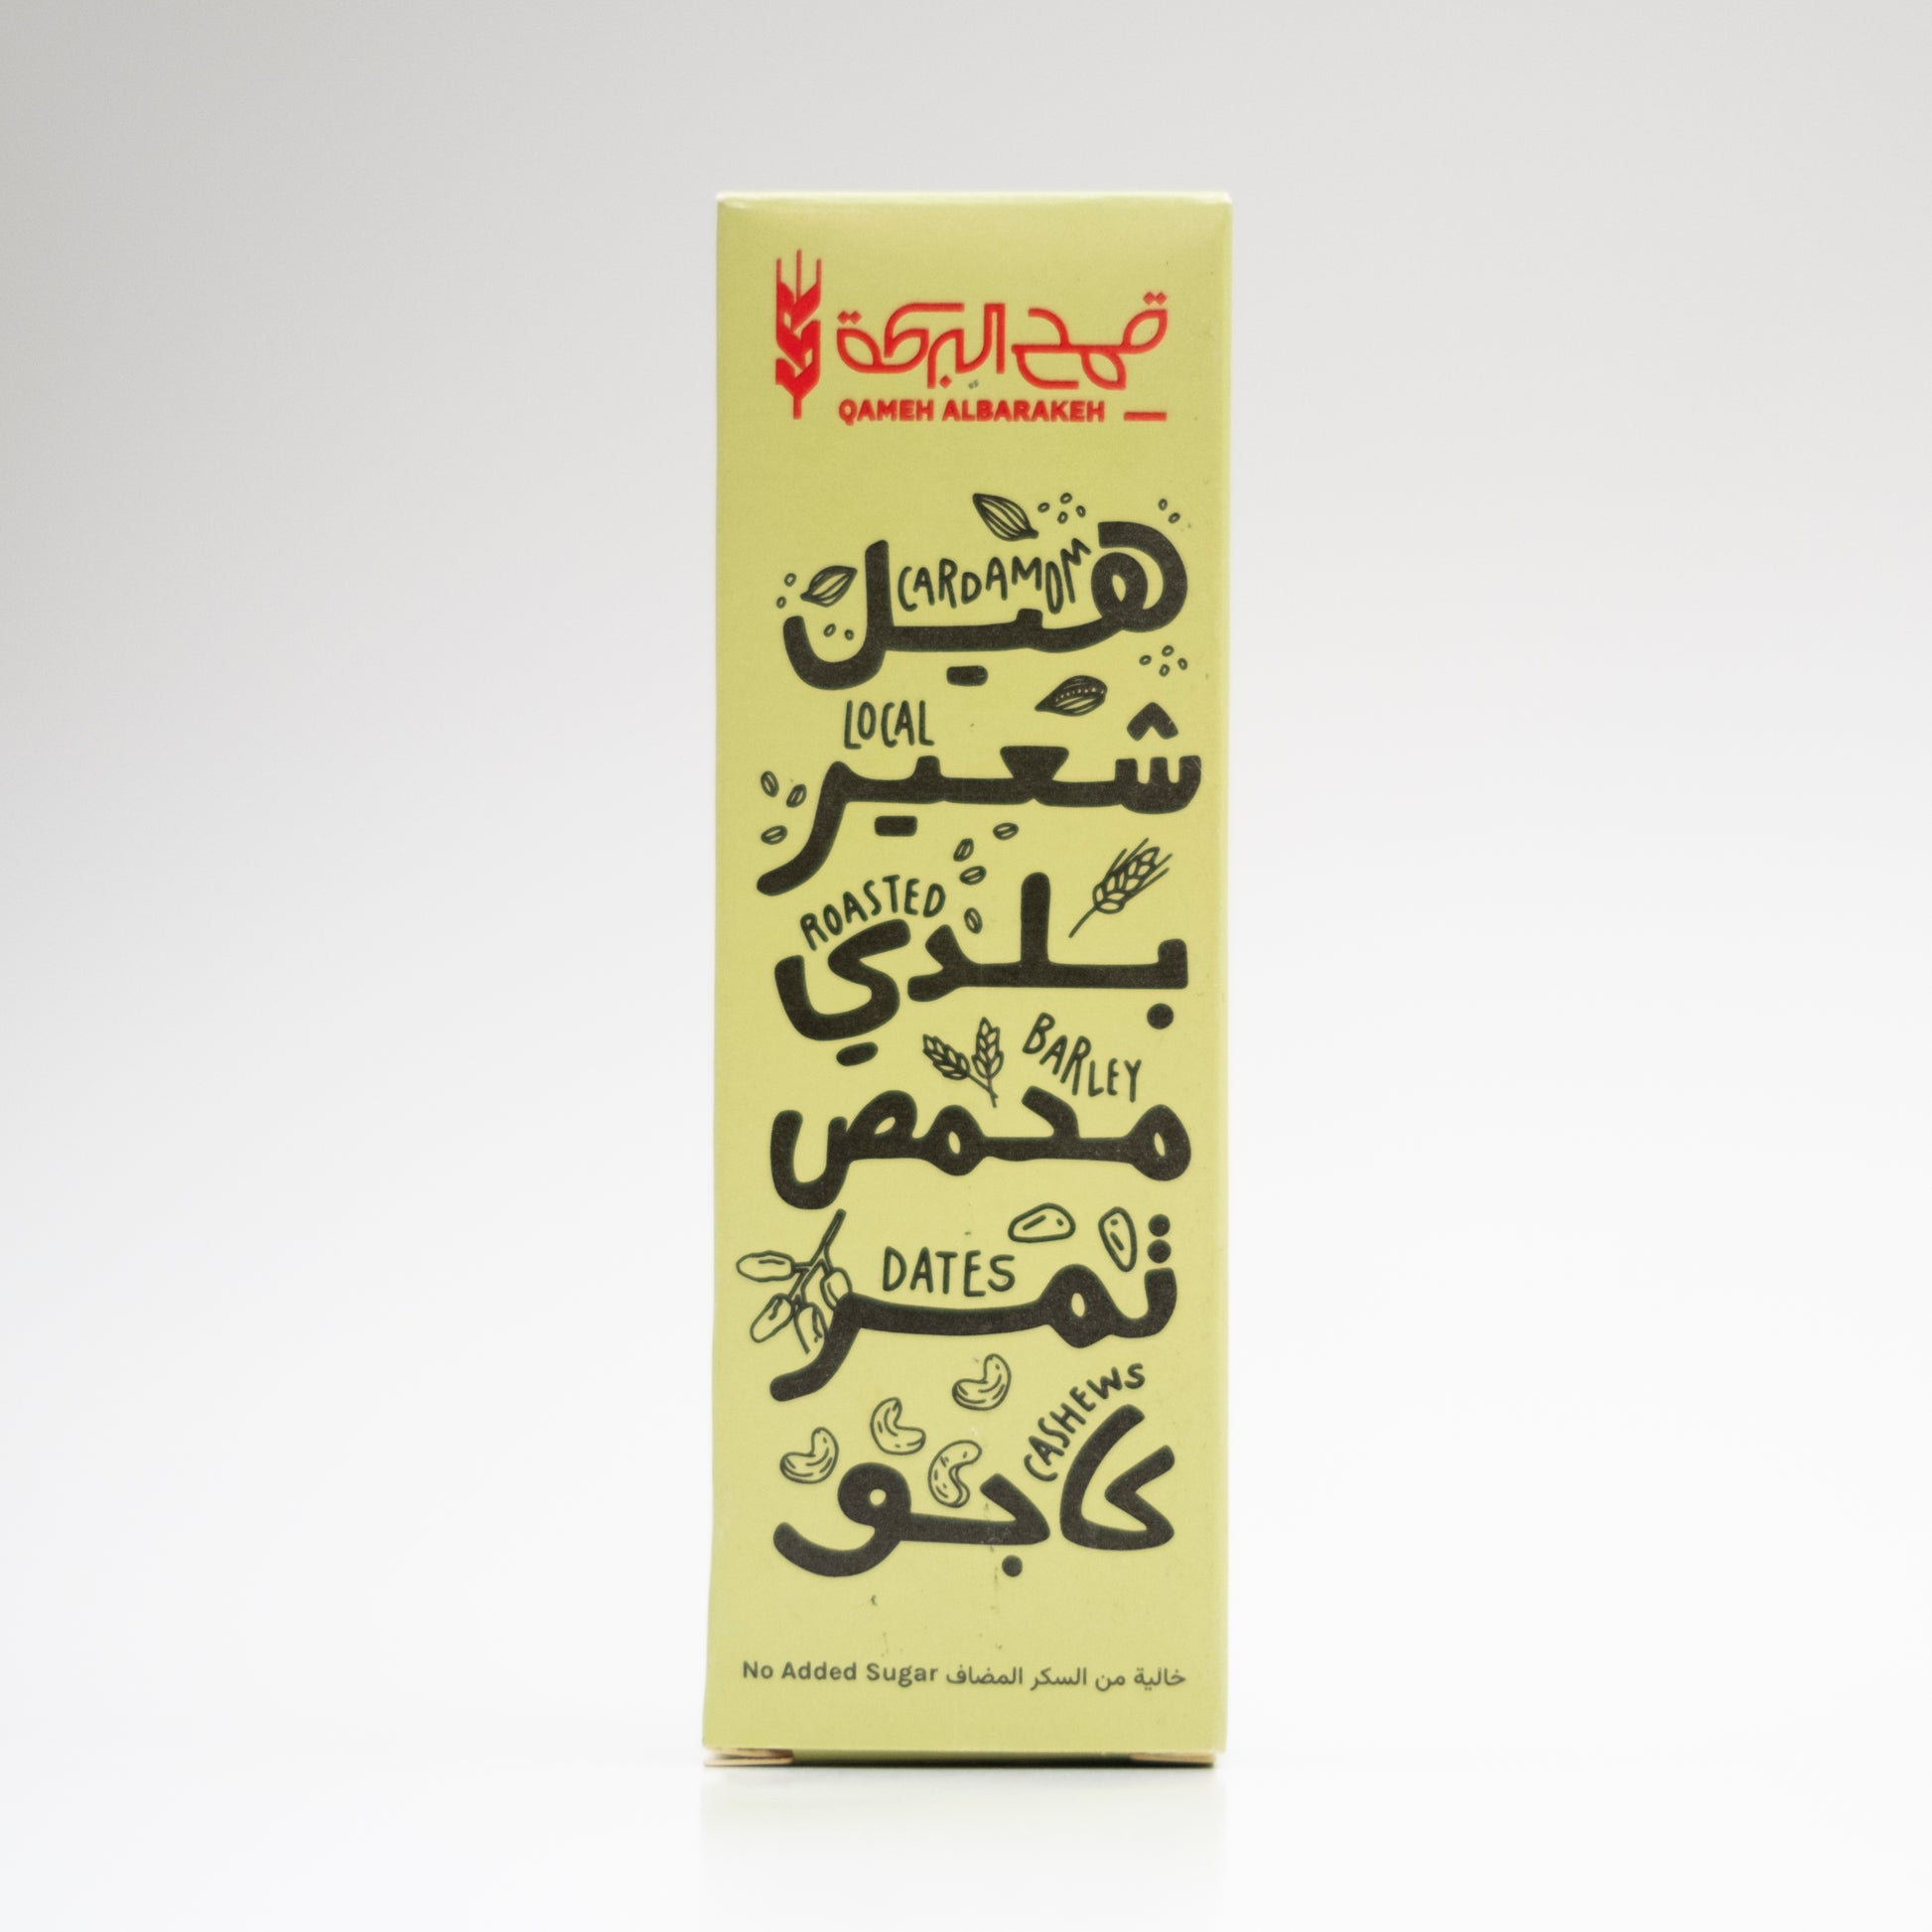 قمح البركة
QAMEH ALBARAKEH
هيل
CARDAMOM
LOCAL
شعير
ROASTED
بلدي
BARLEY
محمص
DATES
تمر
CASHEWS
كاجو
No Added Sugar خالية من السكر المضاف